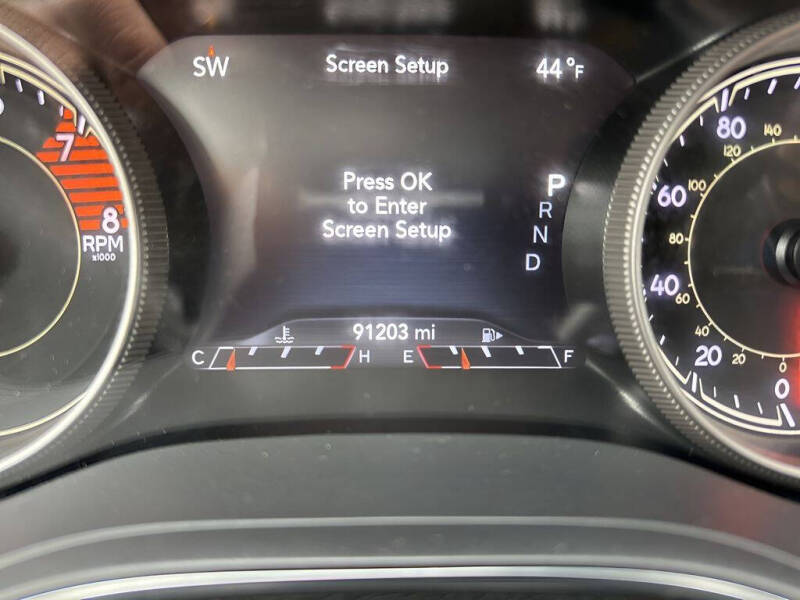 SW
Screen Setup
44 °F
Press OK
to Enter
Screen Setup
P
R
N
D
91203 mi
C
H
E
F
7
8
RPM
x1000
80
60
40
20
0
140
120
100
80
60
40
20
0